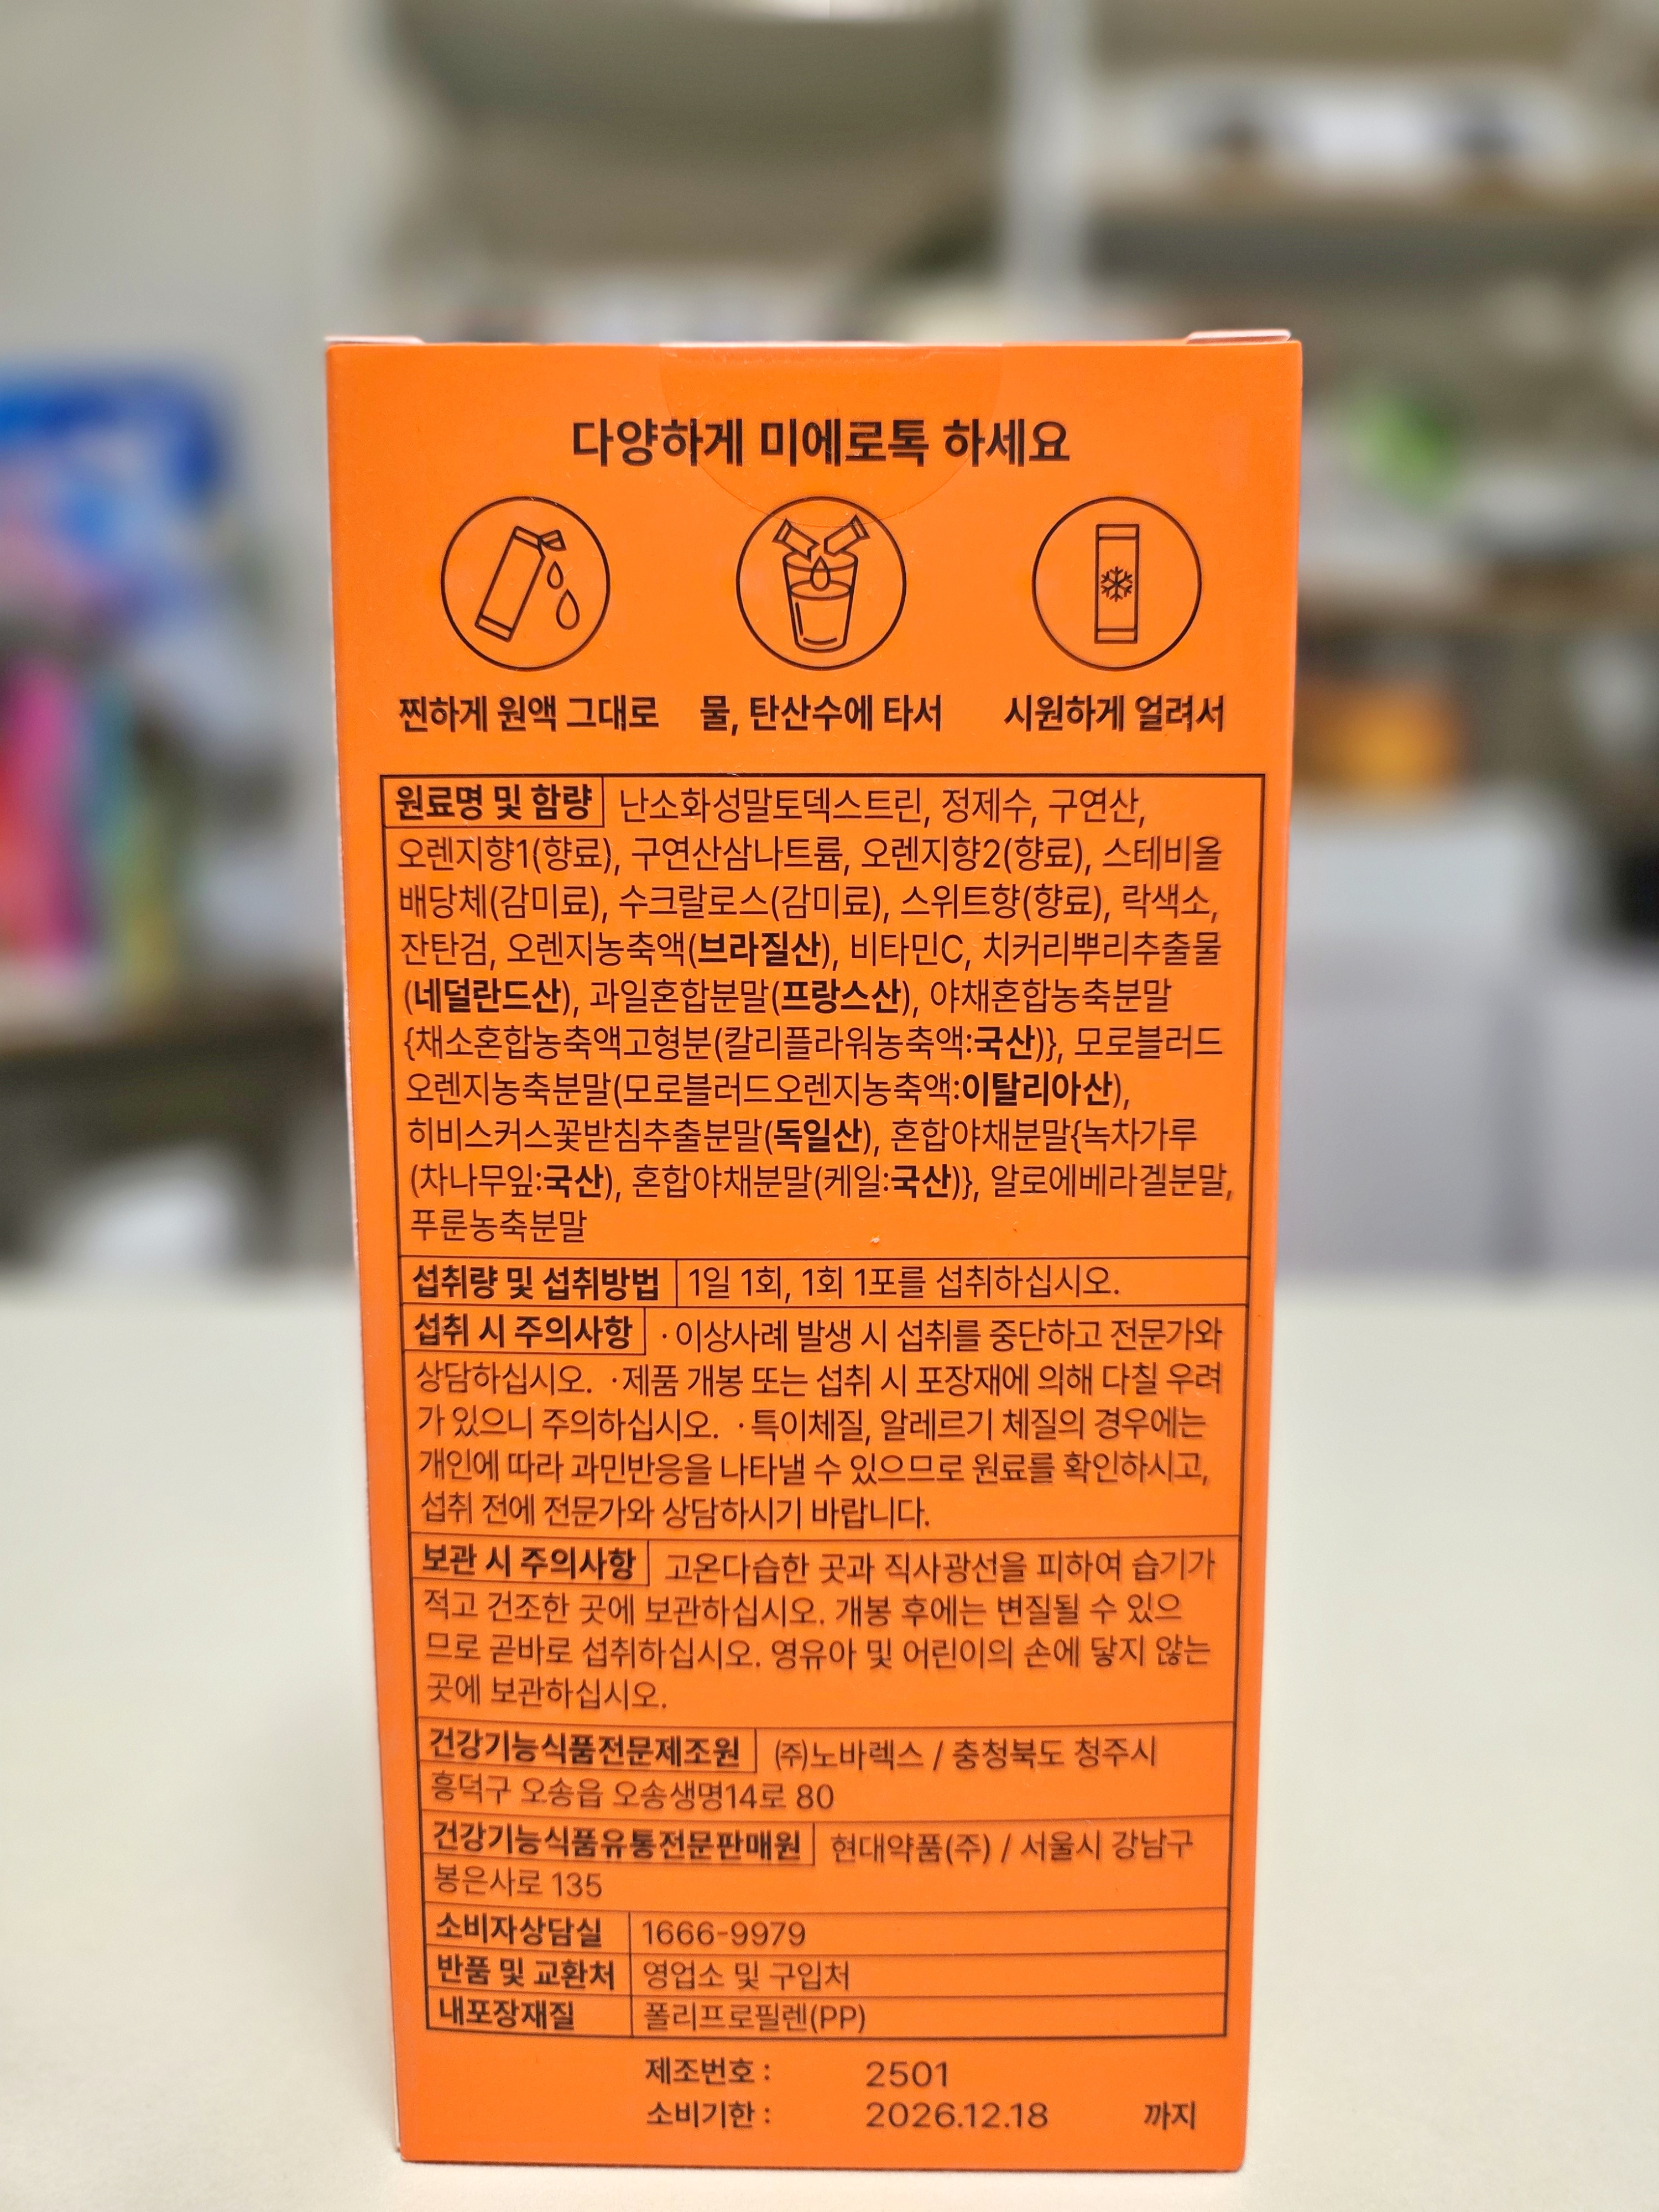 다양하게 미에로톡 하세요
찐하게 원액 그대로
물, 탄산수에 타서
시원하게 얼려서
원료명 및 함량 난소화성말토덱스트린, 정제수, 구연산,
오렌지향1(향료), 구연산삼나트륨, 오렌지향2(향료), 스테비올
배당체(감미료), 수크랄로스(감미료), 스위트향(향료), 락색소,
잔탄검, 오렌지농축액(브라질산), 비타민C, 치커리뿌리추출물
(네덜란드산), 과일혼합분말(프랑스산), 야채혼합농축분말
{채소혼합농축액고형분(칼리플라워농축액:국산)}, 모로블러드
오렌지농축분말(모로블러드오렌지농축액:이탈리아산),
히비스커스꽃받침추출분말(독일산), 혼합야채분말{녹차가루
(차나무잎:국산), 혼합야채분말(케일:국산)}, 알로에베라겔분말,
푸룬농축분말
섭취량 및 섭취방법 1일 1회, 1회 1포를 섭취하십시오.
섭취 시 주의사항 · 이상사례 발생 시 섭취를 중단하고 전문가와
상담하십시오. ·제품 개봉 또는 섭취 시 포장재에 의해 다칠 우려
가 있으니 주의하십시오. ·특이체질, 알레르기 체질의 경우에는
개인에 따라 과민반응을 나타낼 수 있으므로 원료를 확인하시고,
섭취 전에 전문가와 상담하시기 바랍니다.
보관 시 주의사항 고온다습한 곳과 직사광선을 피하여 습기가
적고 건조한 곳에 보관하십시오. 개봉 후에는 변질될 수 있으
므로 곧바로 섭취하십시오. 영유아 및 어린이의 손에 닿지 않는
곳에 보관하십시오.
건강기능식품전문제조원 ㈜노바렉스 / 충청북도 청주시
흥덕구 오송읍 오송생명14로 80
건강기능식품유통전문판매원 현대약품(주) / 서울시 강남구
봉은사로 135
소비자상담실 1666-9979
반품 및 교환처 영업소 및 구입처
내포장재질 폴리프로필렌(PP)
제조번호 : 2501
소비기한 : 2026.12.18 까지